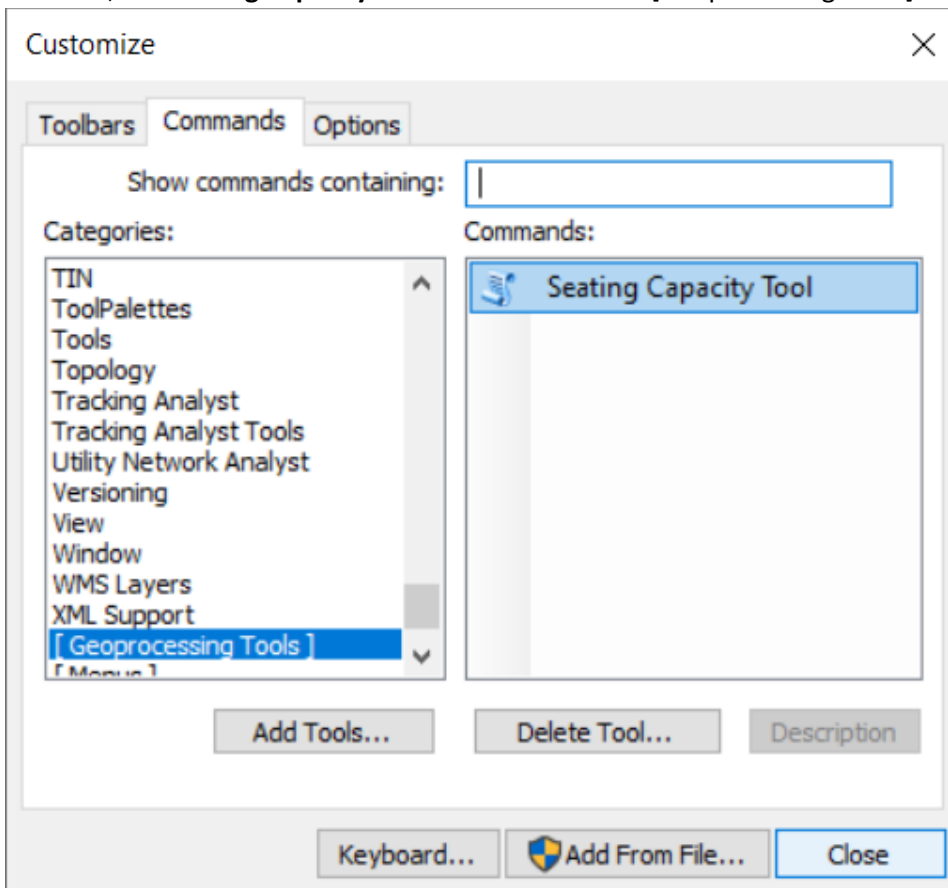 Customize
Toolbars Commands Options
Show commands containing:
Categories:
Commands:
TIN
ToolPalettes
Tools
Topology
Tracking Analyst
Tracking Analyst Tools
Utility Network Analyst
Versioning
View
Window
WMS Layers
XML Support
[ Geoprocessing Tools ]
[ Menus ]
Seating Capacity Tool
Add Tools...
Delete Tool...
Description
Keyboard...
Add From File...
Close